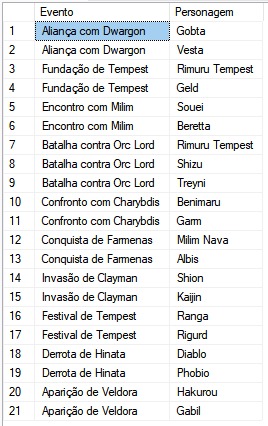 Evento Personagem
1 Aliança com Dwargon Gobta
2 Aliança com Dwargon Vesta
3 Fundação de Tempest Rimuru Tempest
4 Fundação de Tempest Geld
5 Encontro com Milim Souei
6 Encontro com Milim Beretta
7 Batalha contra Orc Lord Rimuru Tempest
8 Batalha contra Orc Lord Shizu
9 Batalha contra Orc Lord Treyni
10 Confronto com Charybdis Benimaru
11 Confronto com Charybdis Garm
12 Conquista de Farmenas Milim Nava
13 Conquista de Farmenas Albis
14 Invasão de Clayman Shion
15 Invasão de Clayman Kaijin
16 Festival de Tempest Ranga
17 Festival de Tempest Rigurd
18 Derrota de Hinata Diablo
19 Derrota de Hinata Phobio
20 Aparição de Veldora Hakurou
21 Aparição de Veldora Gabil